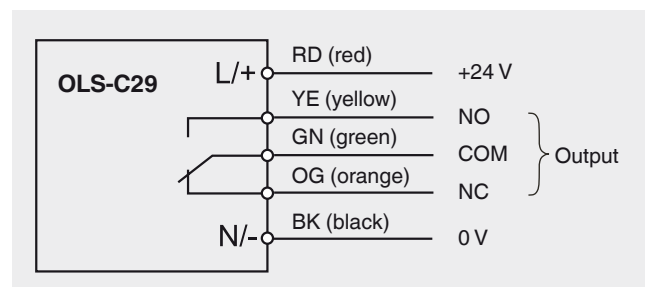 OLS-C29
L/+ RD (red) +24 V
YE (yellow) NO
GN (green) COM Output
OG (orange) NC
N/- BK (black) 0 V